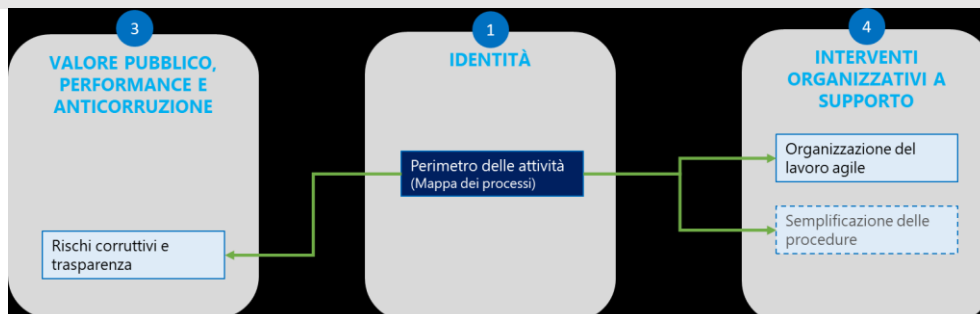 3
VALORE PUBBLICO,
PERFORMANCE E
ANTICORRUZIONE
Rischi corruttivi e
trasparenza
1
IDENTITÀ
Perimetro delle attività
(Mappa dei processi)
4
INTERVENTI
ORGANIZZATIVI A
SUPPORTO
Organizzazione del
lavoro agile
Semplificazione delle
procedure